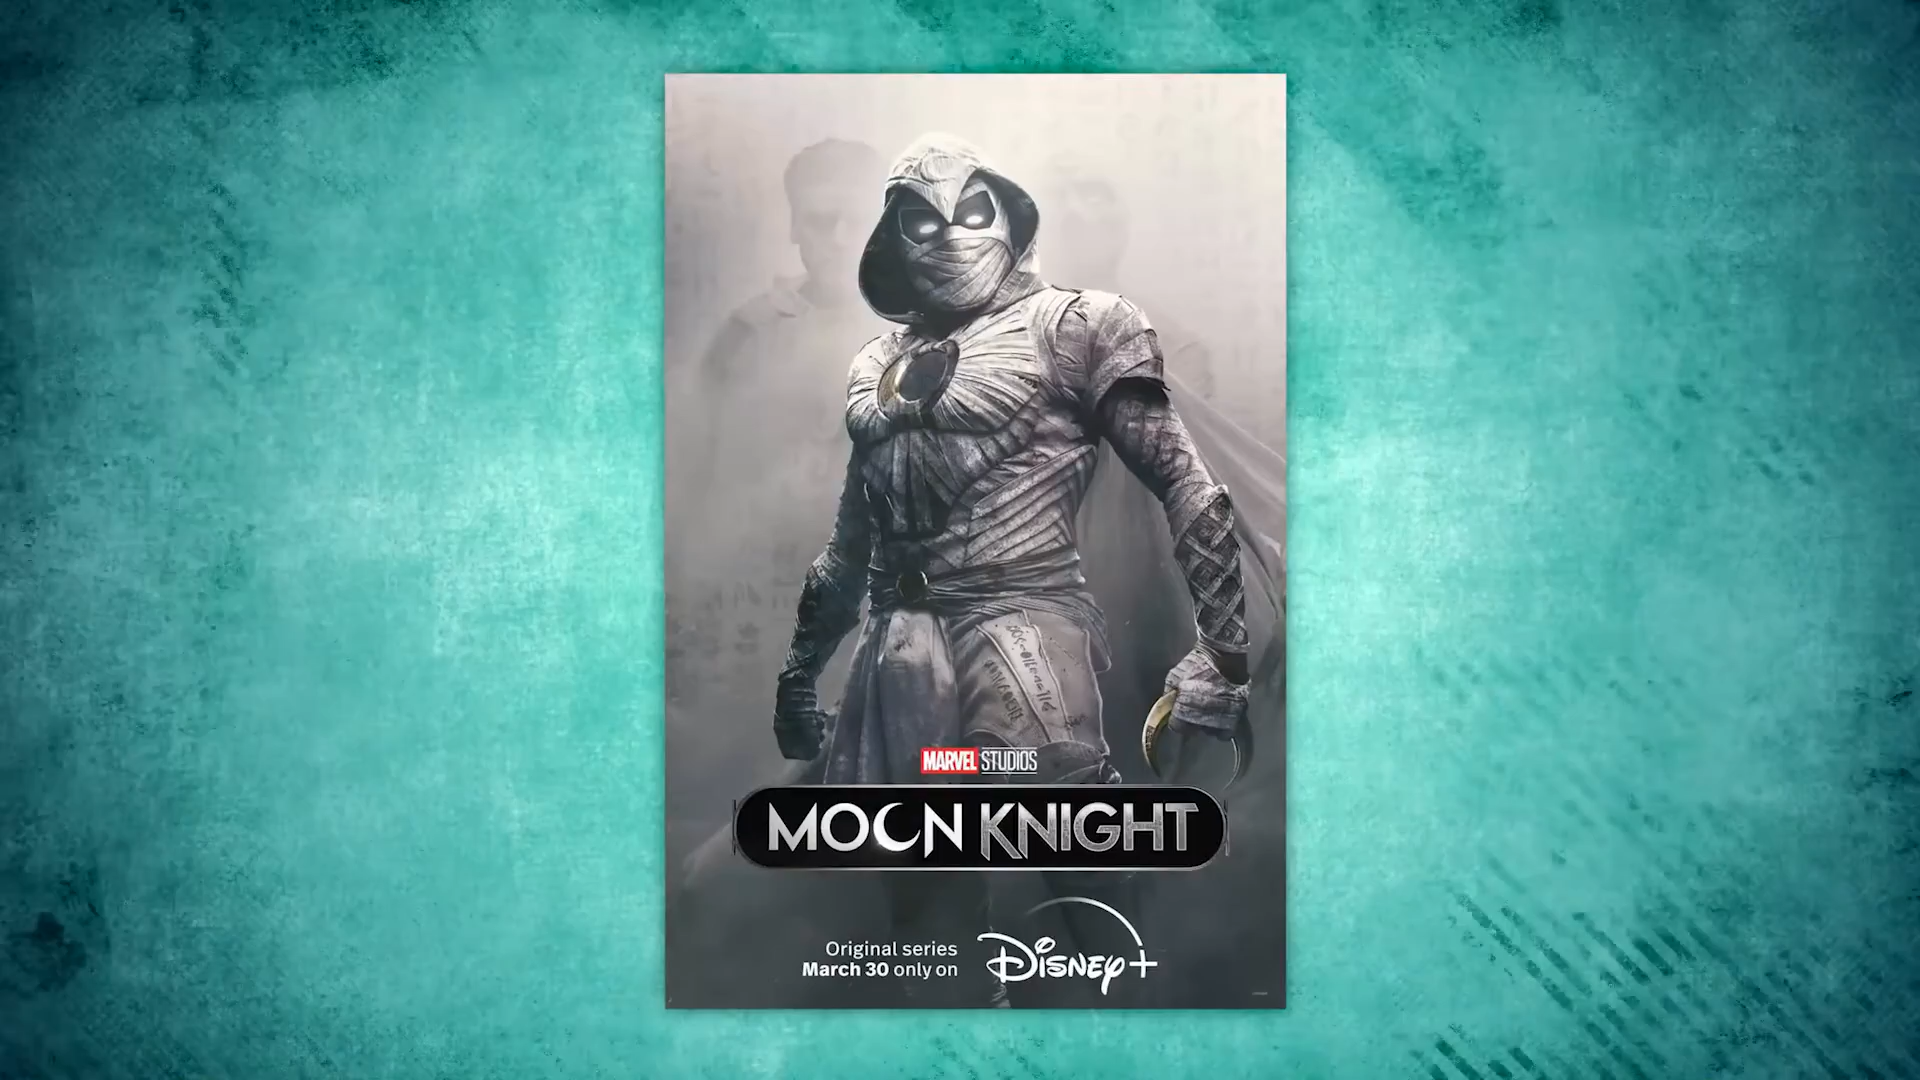 MARVEL STUDIOS
MOON KNIGHT
Original series
March 30 only on
Disney+